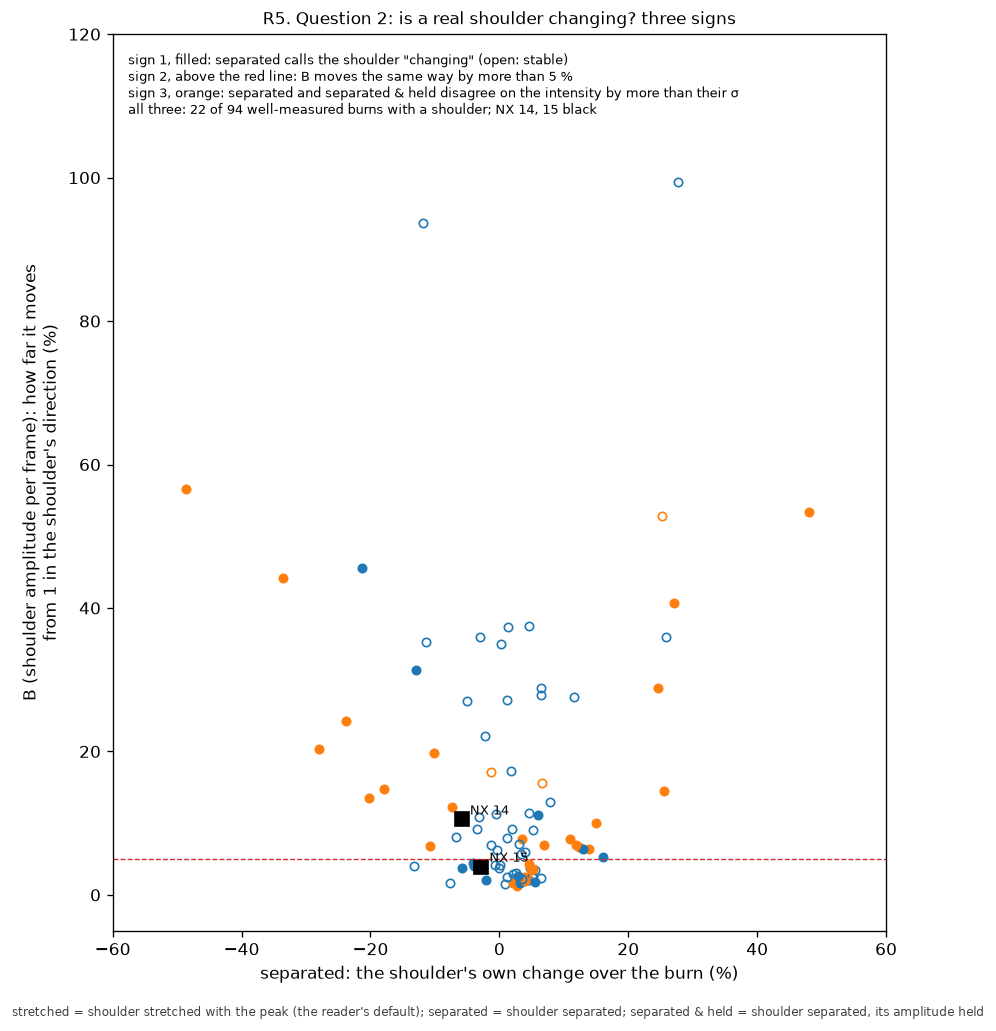 R5. Question 2: is a real shoulder changing? three signs
120
sign 1, filled: separated calls the shoulder "changing" (open: stable)
sign 2, above the red line: B moves the same way by more than 5 %
sign 3, orange: separated and separated & held disagree on the intensity by more than their σ
all three: 22 of 94 well-measured burns with a shoulder; NX 14, 15 black
100
80
B (shoulder amplitude per frame): how far it moves
from 1 in the shoulder's direction (%)
60
40
20
NX 14
NX 15
0
−60
−40
−20
0
20
40
60
separated: the shoulder's own change over the burn (%)
stretched = shoulder stretched with the peak (the reader's default); separated = shoulder separated; separated & held = shoulder separated, its amplitude held